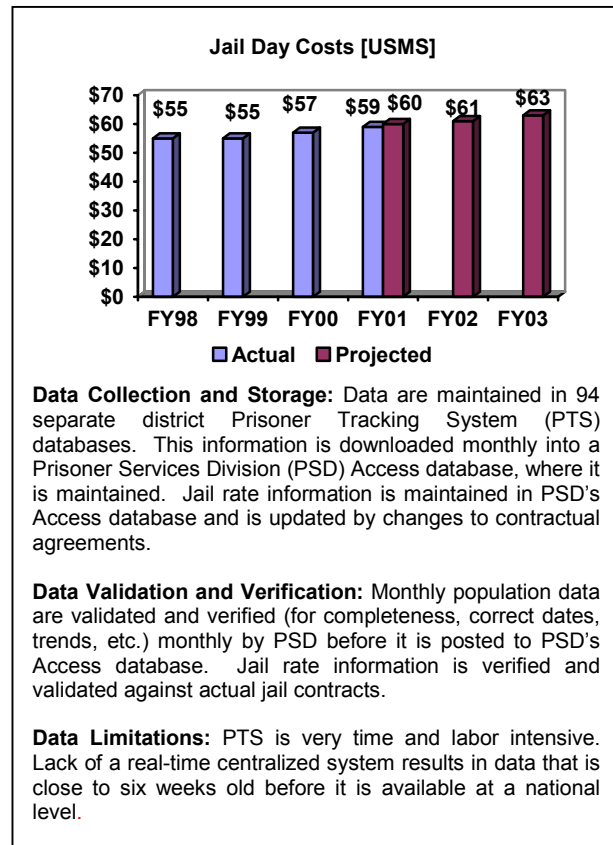 Jail Day Costs [USMS]
$70
$60
$50
$40
$30
$20
$10
$0
$55
$55
$57
$59
$60
$61
$63
FY98
FY99
FY00
FY01
FY02
FY03
Actual
Projected
Data Collection and Storage: Data are maintained in 94
separate district Prisoner Tracking System (PTS)
databases. This information is downloaded monthly into a
Prisoner Services Division (PSD) Access database, where it
is maintained. Jail rate information is maintained in PSD's
Access database and is updated by changes to contractual
agreements.
Data Validation and Verification: Monthly population data
are validated and verified (for completeness, correct dates,
trends, etc.) monthly by PSD before it is posted to PSD's
Access database. Jail rate information is verified and
validated against actual jail contracts.
Data Limitations: PTS is very time and labor intensive.
Lack of a real-time centralized system results in data that is
close to six weeks old before it is available at a national
level.